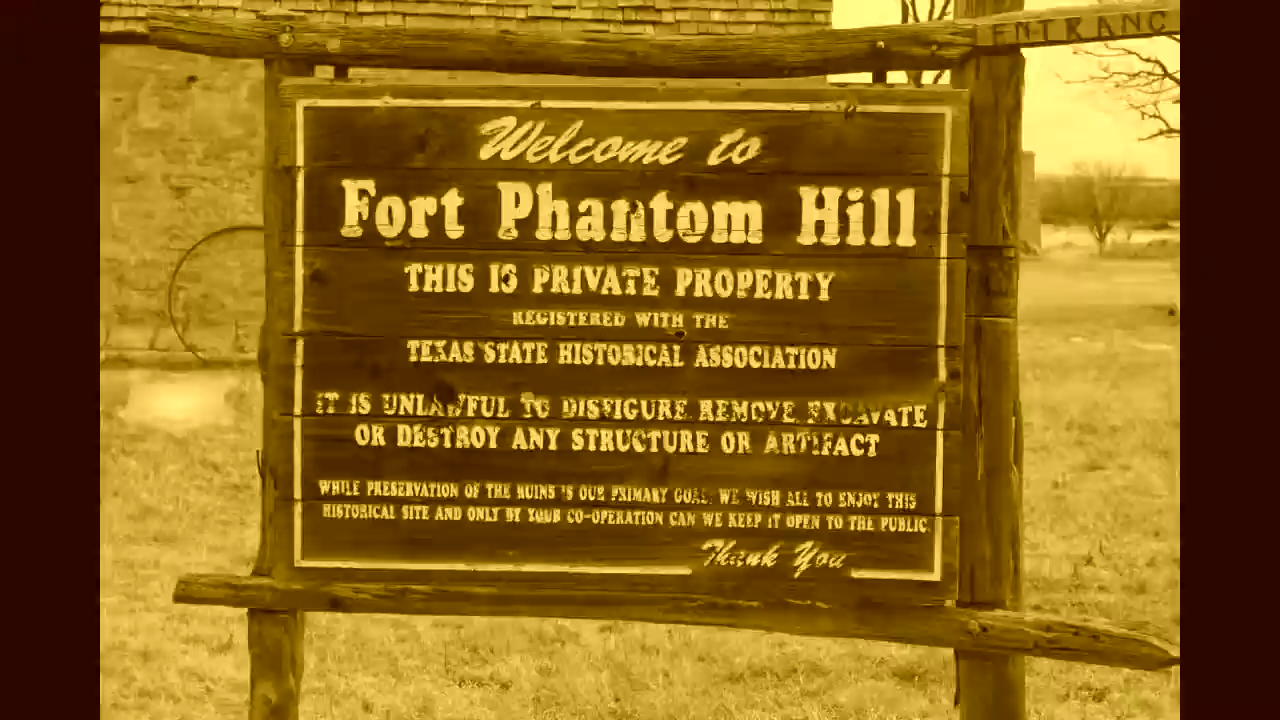 ENTRANC
Welcome to
Fort Phantom Hill
THIS IS PRIVATE PROPERTY
REGISTERED WITH THE
TEXAS STATE HISTORICAL ASSOCIATION
IT IS UNLAWFUL TO DISFIGURE, REMOVE, EXCAVATE
OR DESTROY ANY STRUCTURE OR ARTIFACT
WHILE PRESERVATION OF THE RUINS IS OUR PRIMARY GOAL, WE WISH ALL TO ENJOY THIS
HISTORICAL SITE AND ONLY BY YOUR CO-OPERATION CAN WE KEEP IT OPEN TO THE PUBLIC.
Thank You